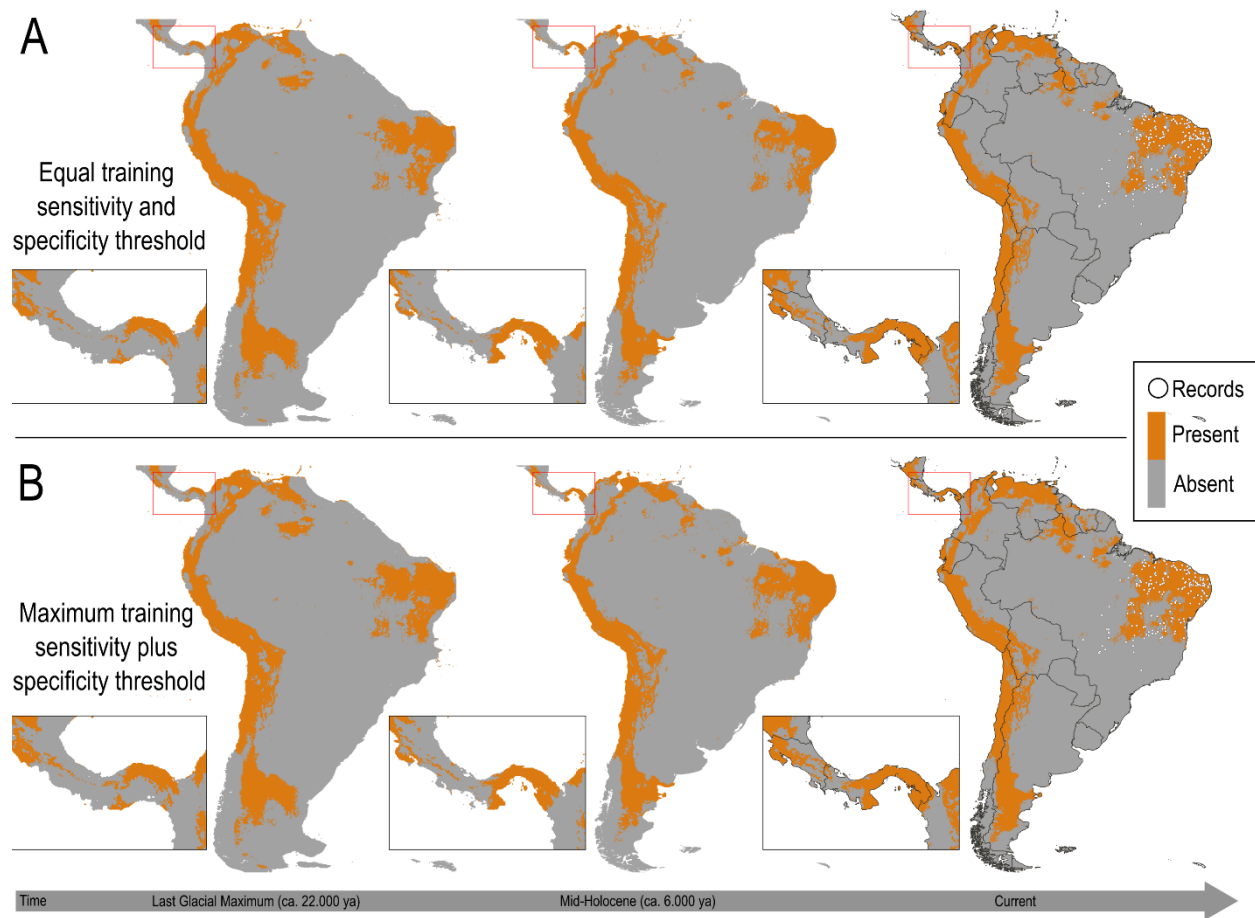 A
Equal training
sensitivity and
specificity threshold
Records
Present
Absent
B
Maximum training
sensitivity plus
specificity threshold
Time
Last Glacial Maximum (ca. 22.000 ya)
Mid-Holocene (ca. 6.000 ya)
Current